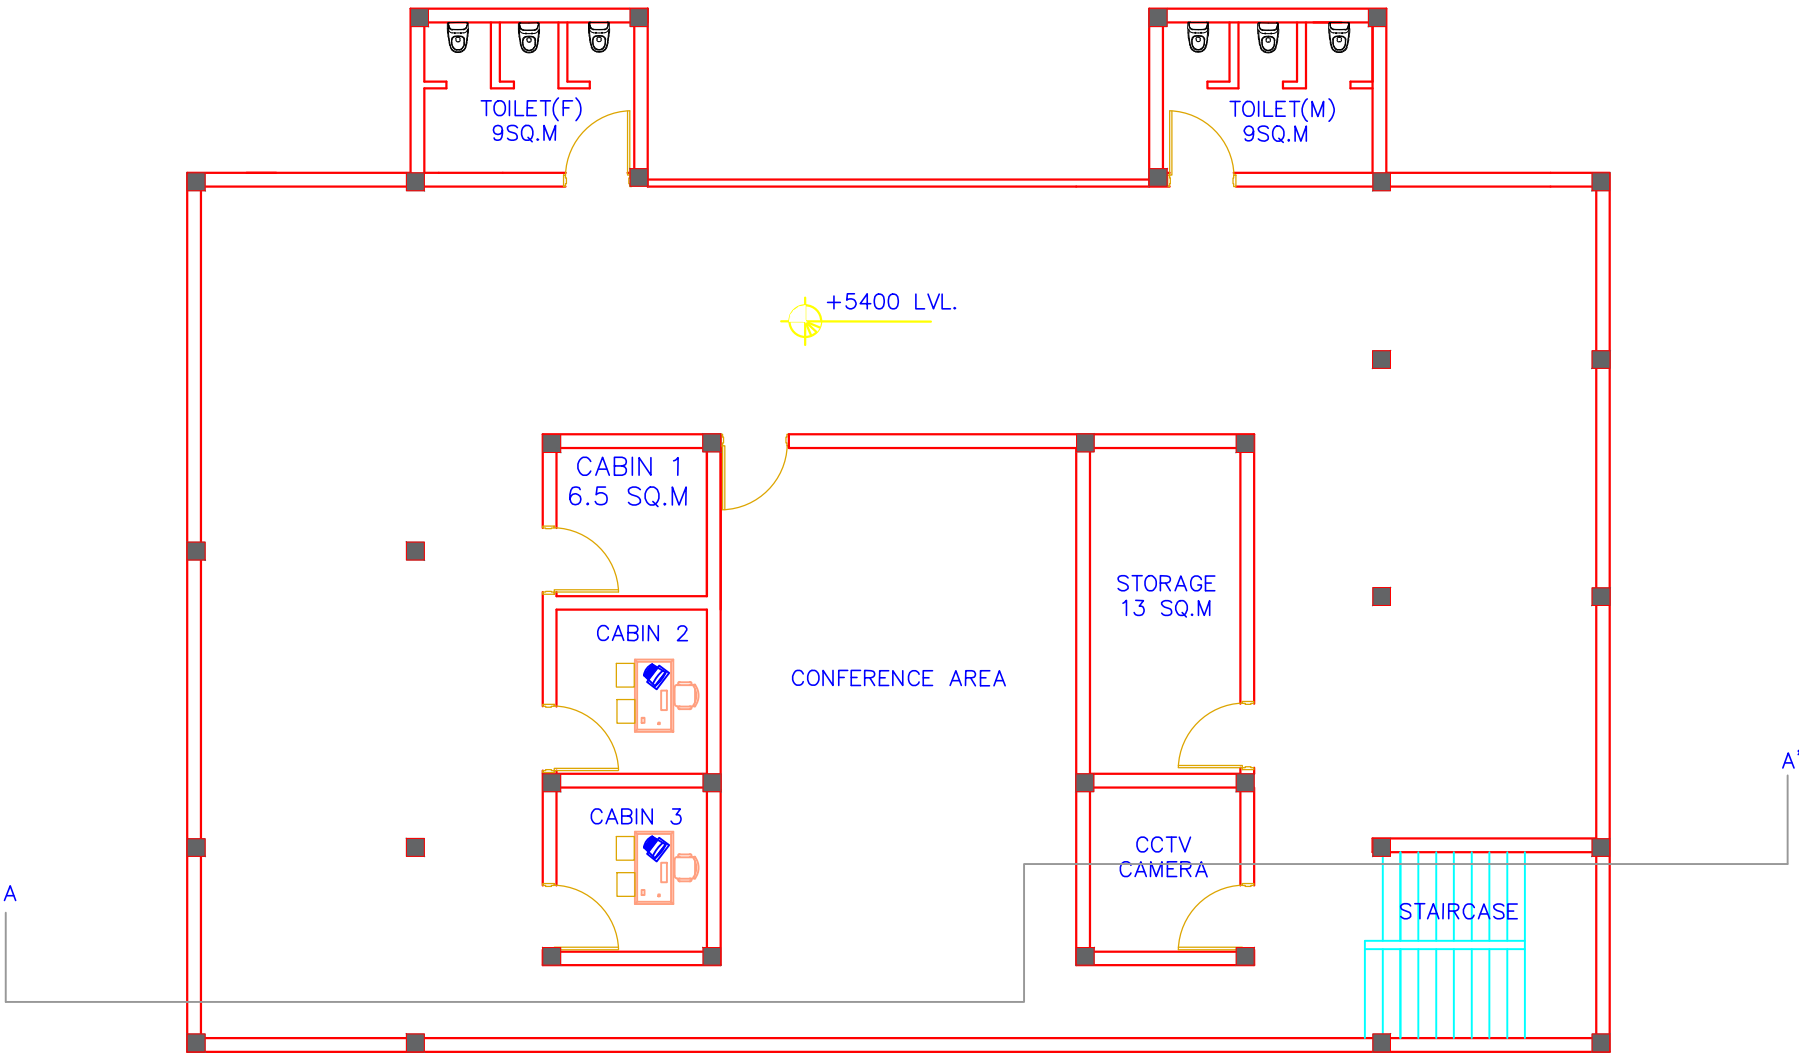 TOILET(F)
9SQ.M
TOILET(M)
9SQ.M
+5400 LVL.
CABIN 1
6.5 SQ.M
STORAGE
13 SQ.M
CABIN 2
CONFERENCE AREA
A'
CABIN 3
CCTV
CAMERA
A
STAIRCASE